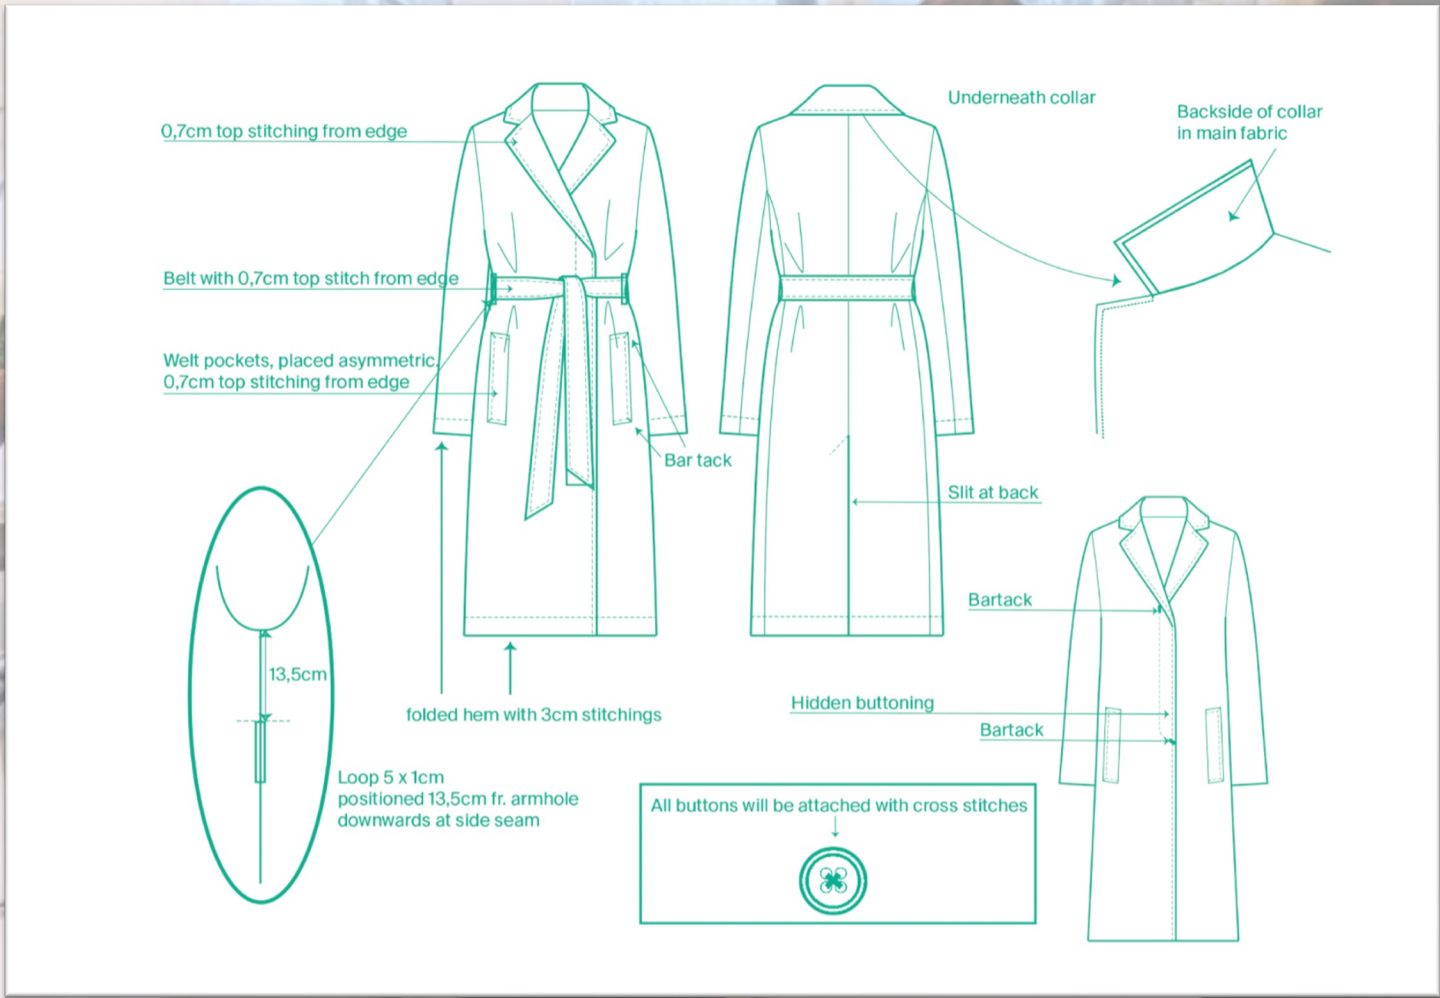 0,7cm top stitching from edge
Belt with 0,7cm top stitch from edge
Welt pockets, placed asymmetric,
0,7cm top stitching from edge
Bar tack
Underneath collar
Backside of collar
in main fabric
Slit at back
13,5cm
folded hem with 3cm stitchings
Loop 5 x 1cm
positioned 13,5cm fr. armhole
downwards at side seam
Bartack
Hidden buttoning
Bartack
All buttons will be attached with cross stitches